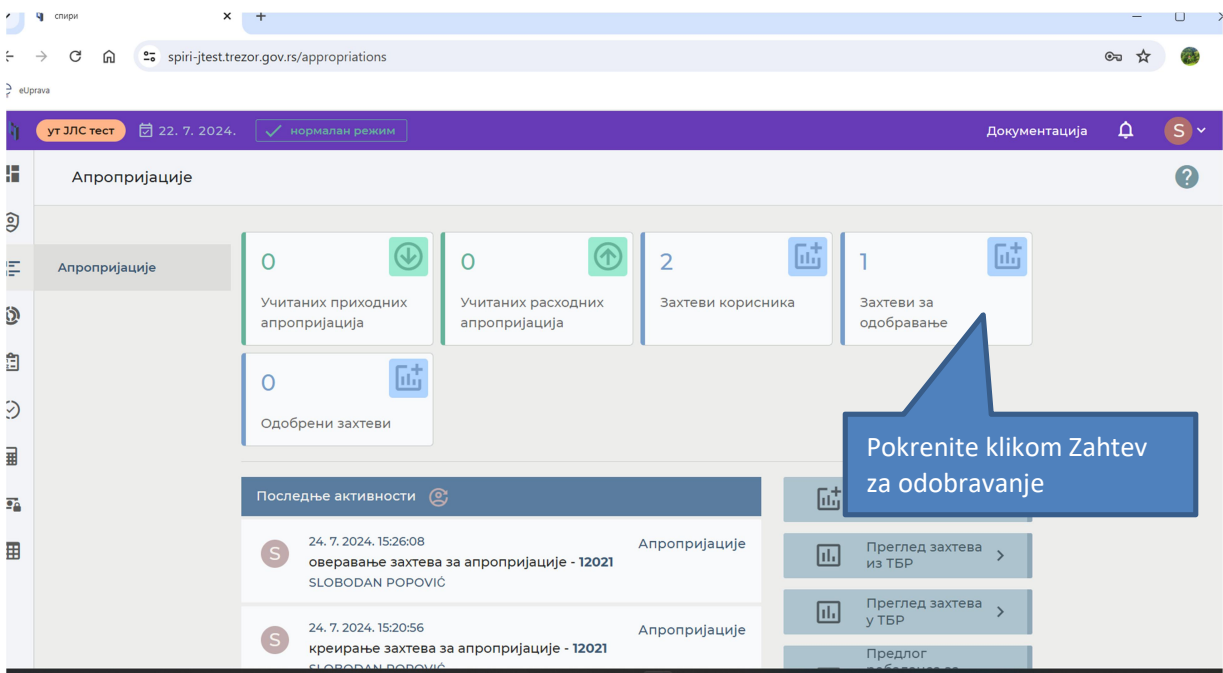 спири
spiri-jtest.trezor.gov.rs/appropriations
eUprava
ут ЈЛС тест
22. 7. 2024.
нормалан режим
Документација
S
Апропријације
?
Апропријације
0
Учитаних приходних
апропријација
0
Учитаних расходних
апропријација
2
Захтеви корисника
1
Захтеви за
одобравање
0
Одобрени захтеви
Pokrenite klikom Zahtev
za odobravanje
Последње активности
S
24. 7. 2024. 15:26:08
Апропријације
оверавање захтева за апропријације - 12021
SLOBODAN POPOVIĆ
S
24. 7. 2024. 15:20:56
Апропријације
креирање захтева за апропријације - 12021
SLOBODAN POPOVIĆ
Преглед захтева
из ТБР
Преглед захтева
у ТБР
Предлог